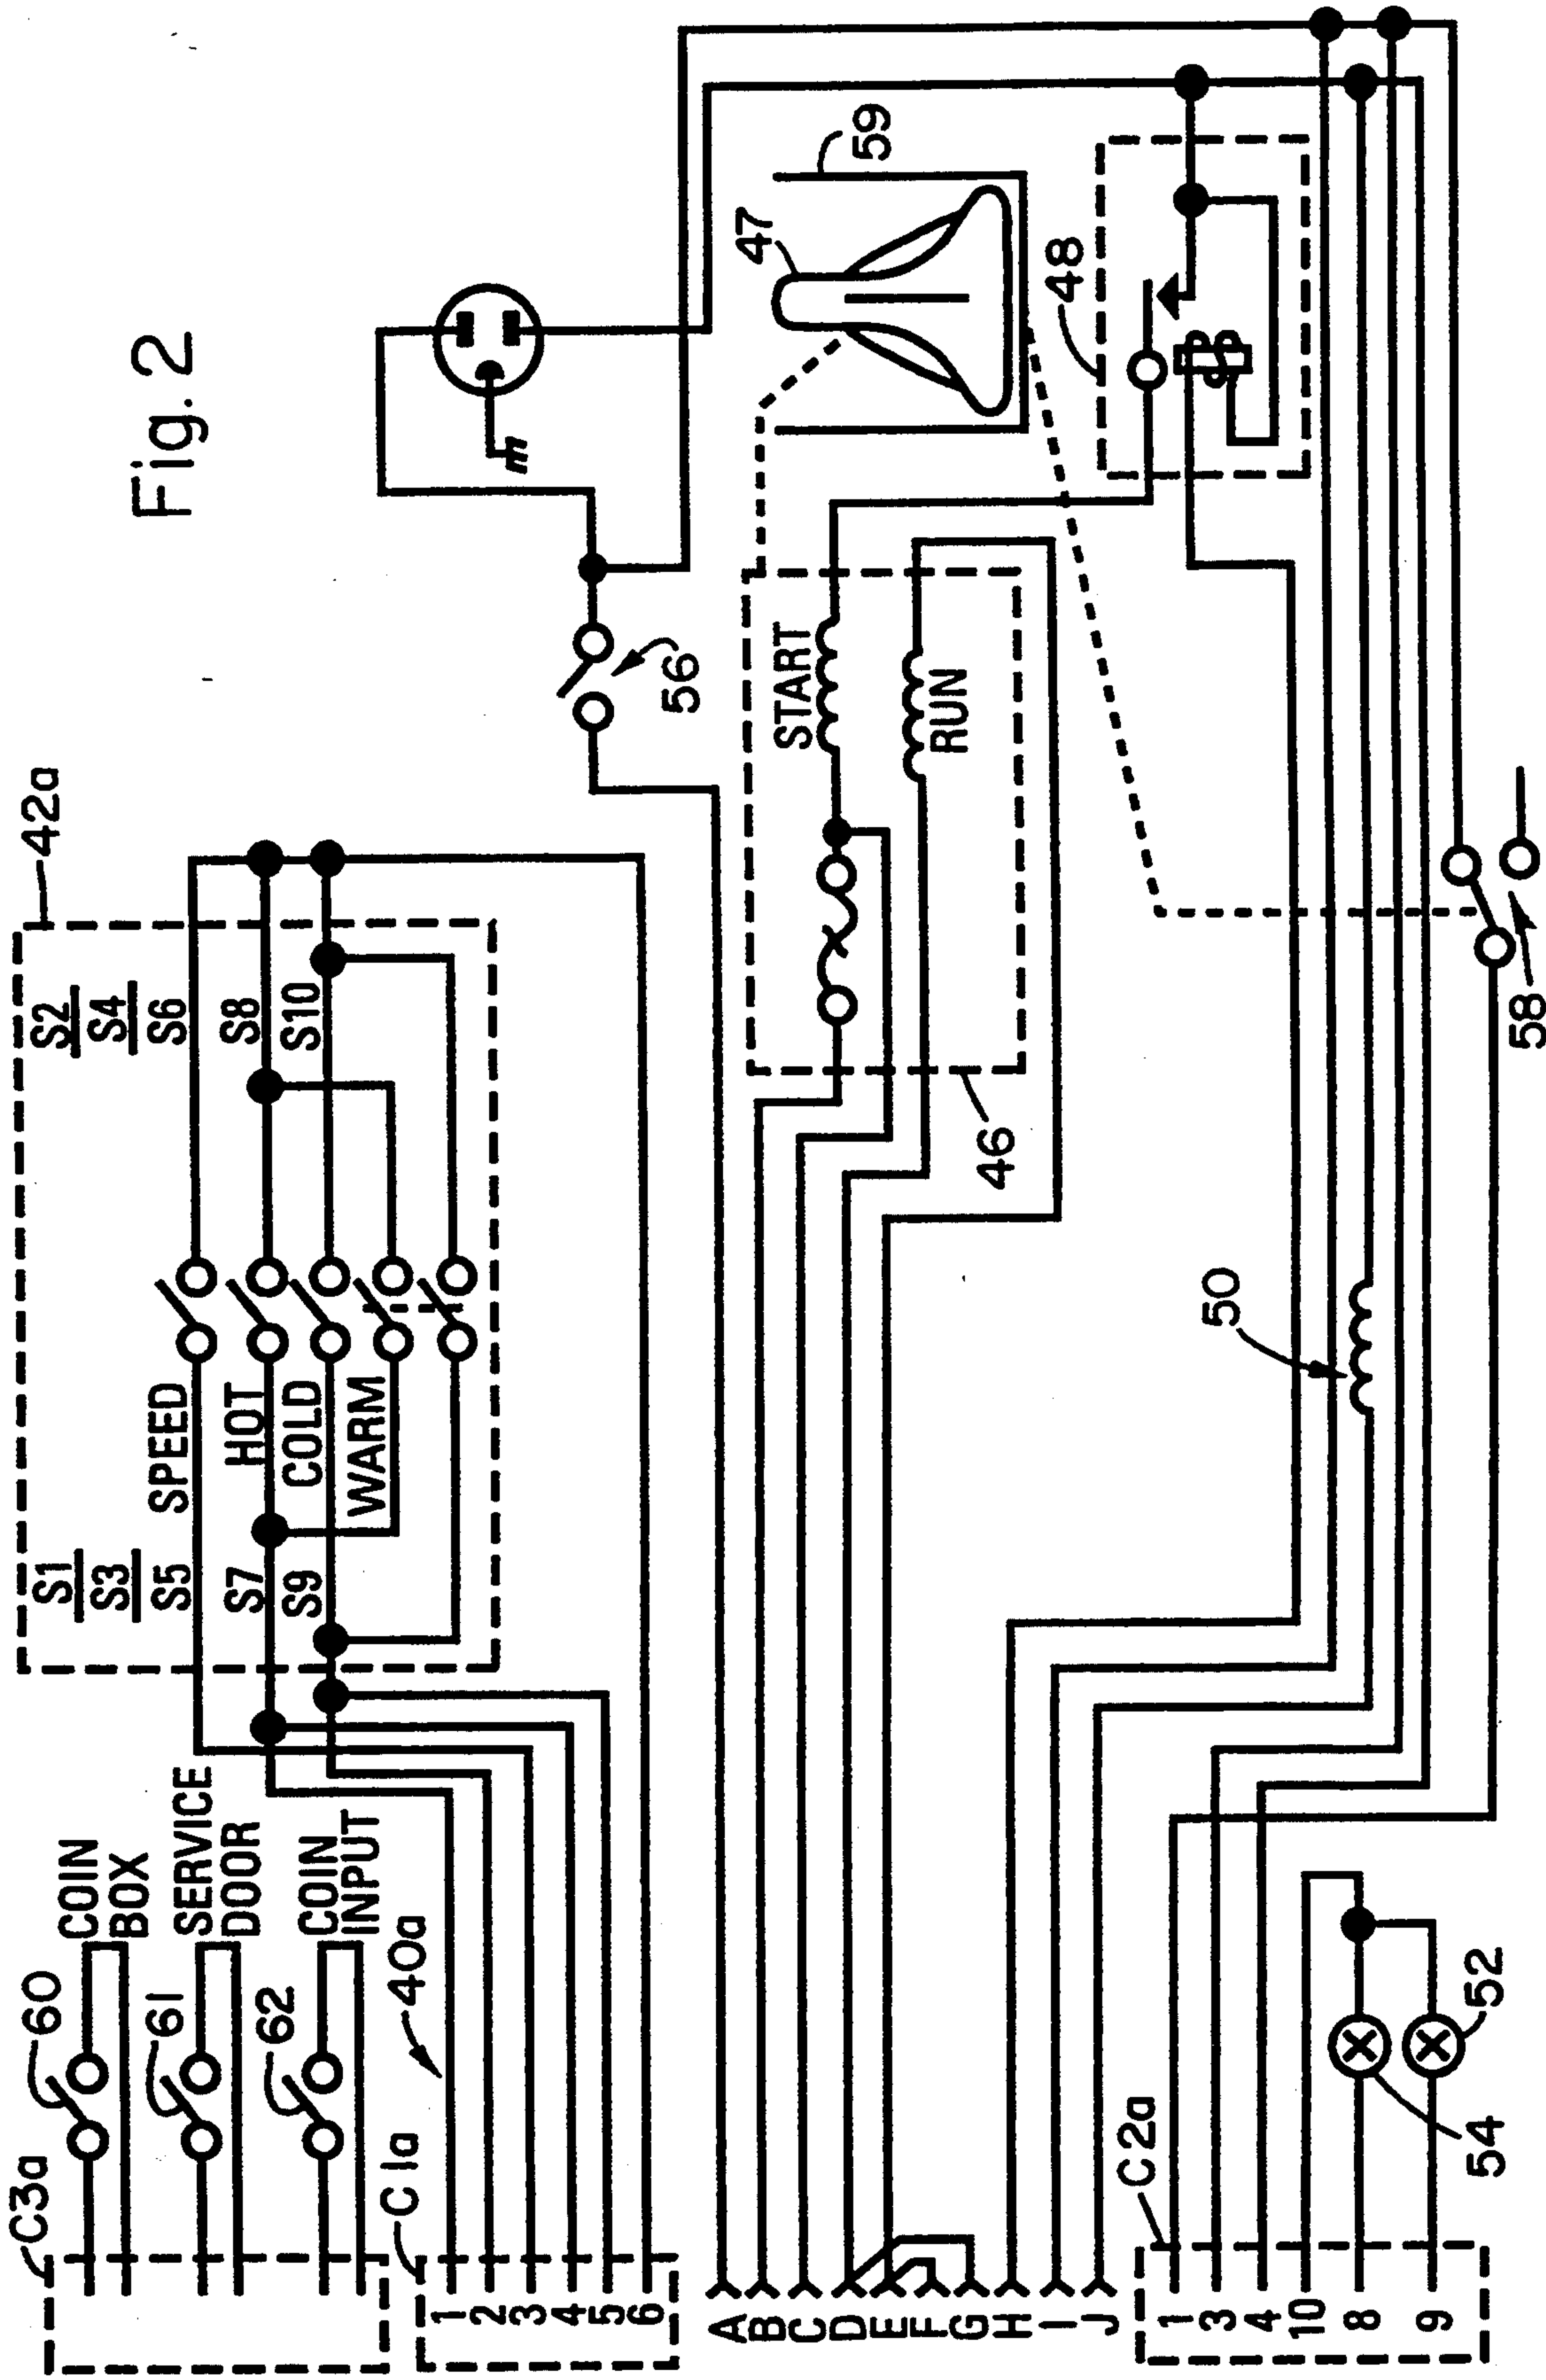 Fig. 2
42a
S1
S2
S3
S4
S5
SPEED
S6
S7
HOT
S8
S9
COLD
S10
WARM
C3a
60
COIN
BOX
61
SERVICE
DOOR
62
COIN
INPUT
C1a
40a
1
2
3
4
5
6
56
59
47
48
START
RUN
46
A
B
C
D
E
F
G
H
I
J
50
58
C2a
1
3
4
10
8
9
54
52